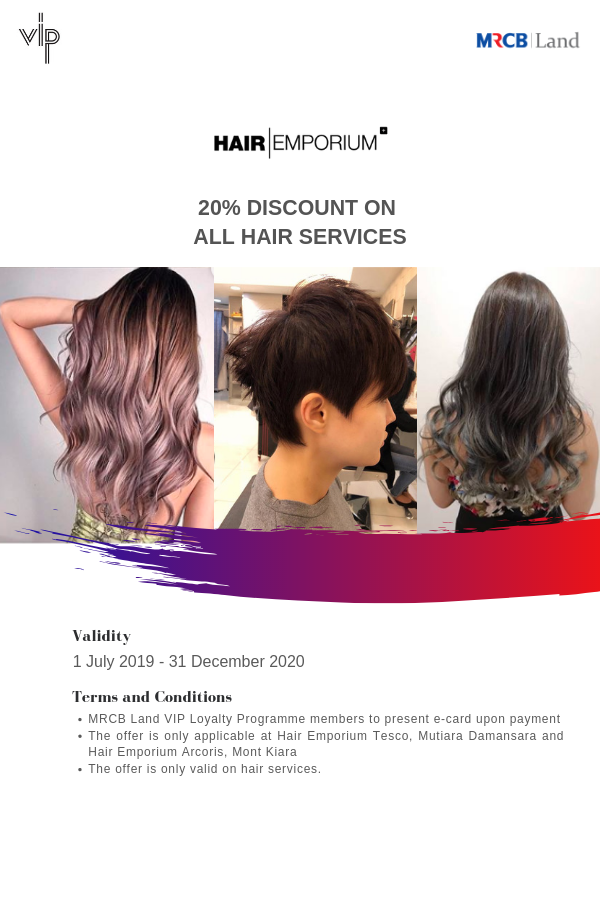 vip
MRCB Land
HAIR EMPORIUM
20% DISCOUNT ON
ALL HAIR SERVICES
Validity
1 July 2019 - 31 December 2020
Terms and Conditions
• MRCB Land VIP Loyalty Programme members to present e-card upon payment
• The offer is only applicable at Hair Emporium Tesco, Mutiara Damansara and
Hair Emporium Arcoris, Mont Kiara
• The offer is only valid on hair services.